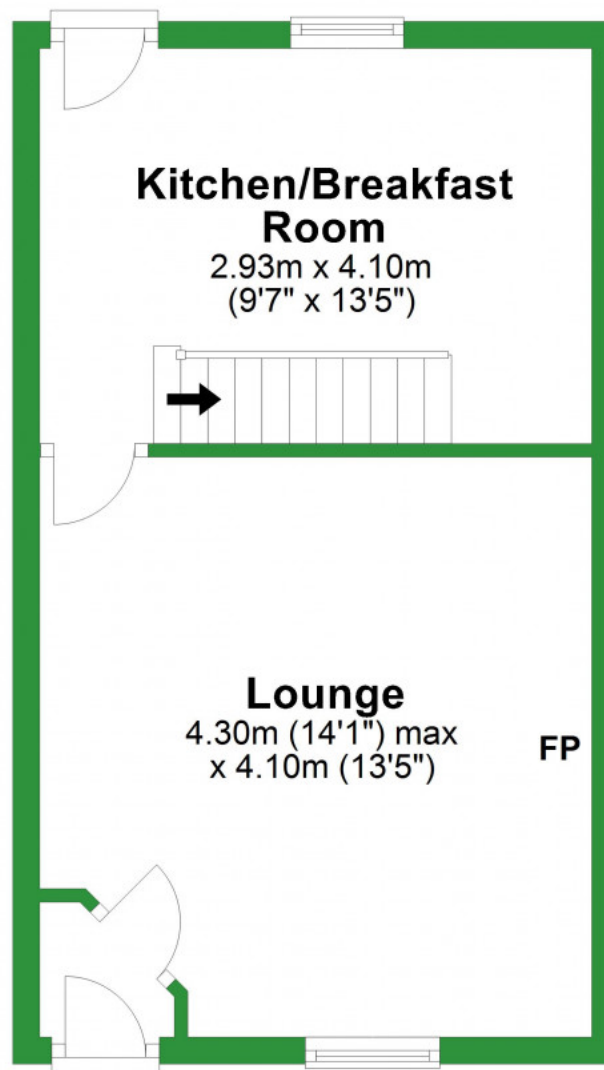 Kitchen/Breakfast
Room
2.93m x 4.10m
(9'7" x 13'5")
Lounge
4.30m (14'1") max
x 4.10m (13'5")
FP